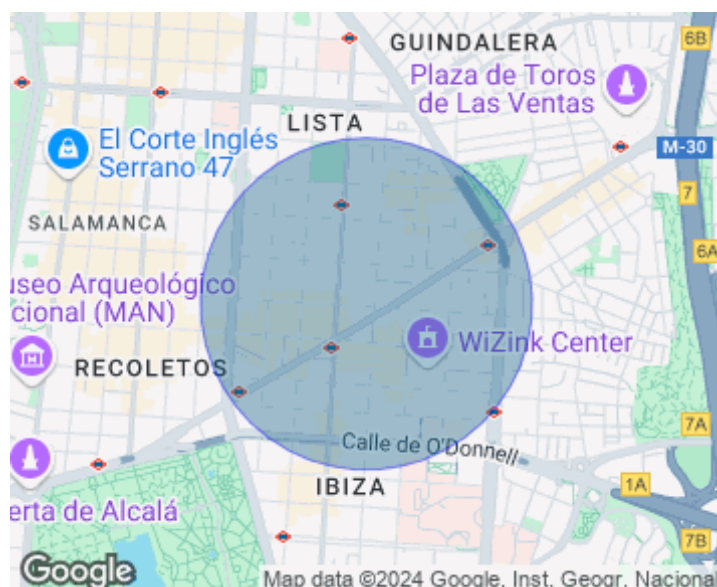 GUINDALERA
6B
Plaza de Toros
de Las Ventas
LISTA
El Corte Inglés
Serrano 47
M-30
7
SALAMANCA
6A
useo Arqueológico
cional (MAN)
WiZink Center
RECOLETOS
7A
Calle de O'Donnell
IBIZA
1A
erta de Alcalá
7B
Google
Map data ©2024 Google, Inst. Geogr. Nacional